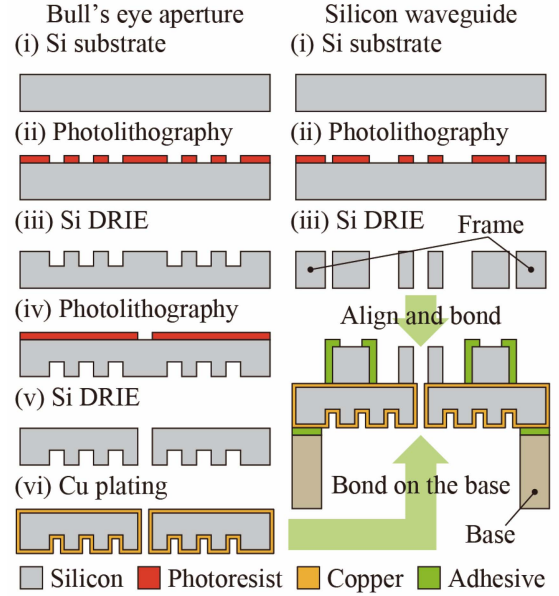 Bull's eye aperture
(i) Si substrate
(ii) Photolithography
(iii) Si DRIE
(iv) Photolithography
(v) Si DRIE
(vi) Cu plating
Silicon waveguide
(i) Si substrate
(ii) Photolithography
(iii) Si DRIE
Frame
Align and bond
Bond on the base
Base
Silicon
Photoresist
Copper
Adhesive